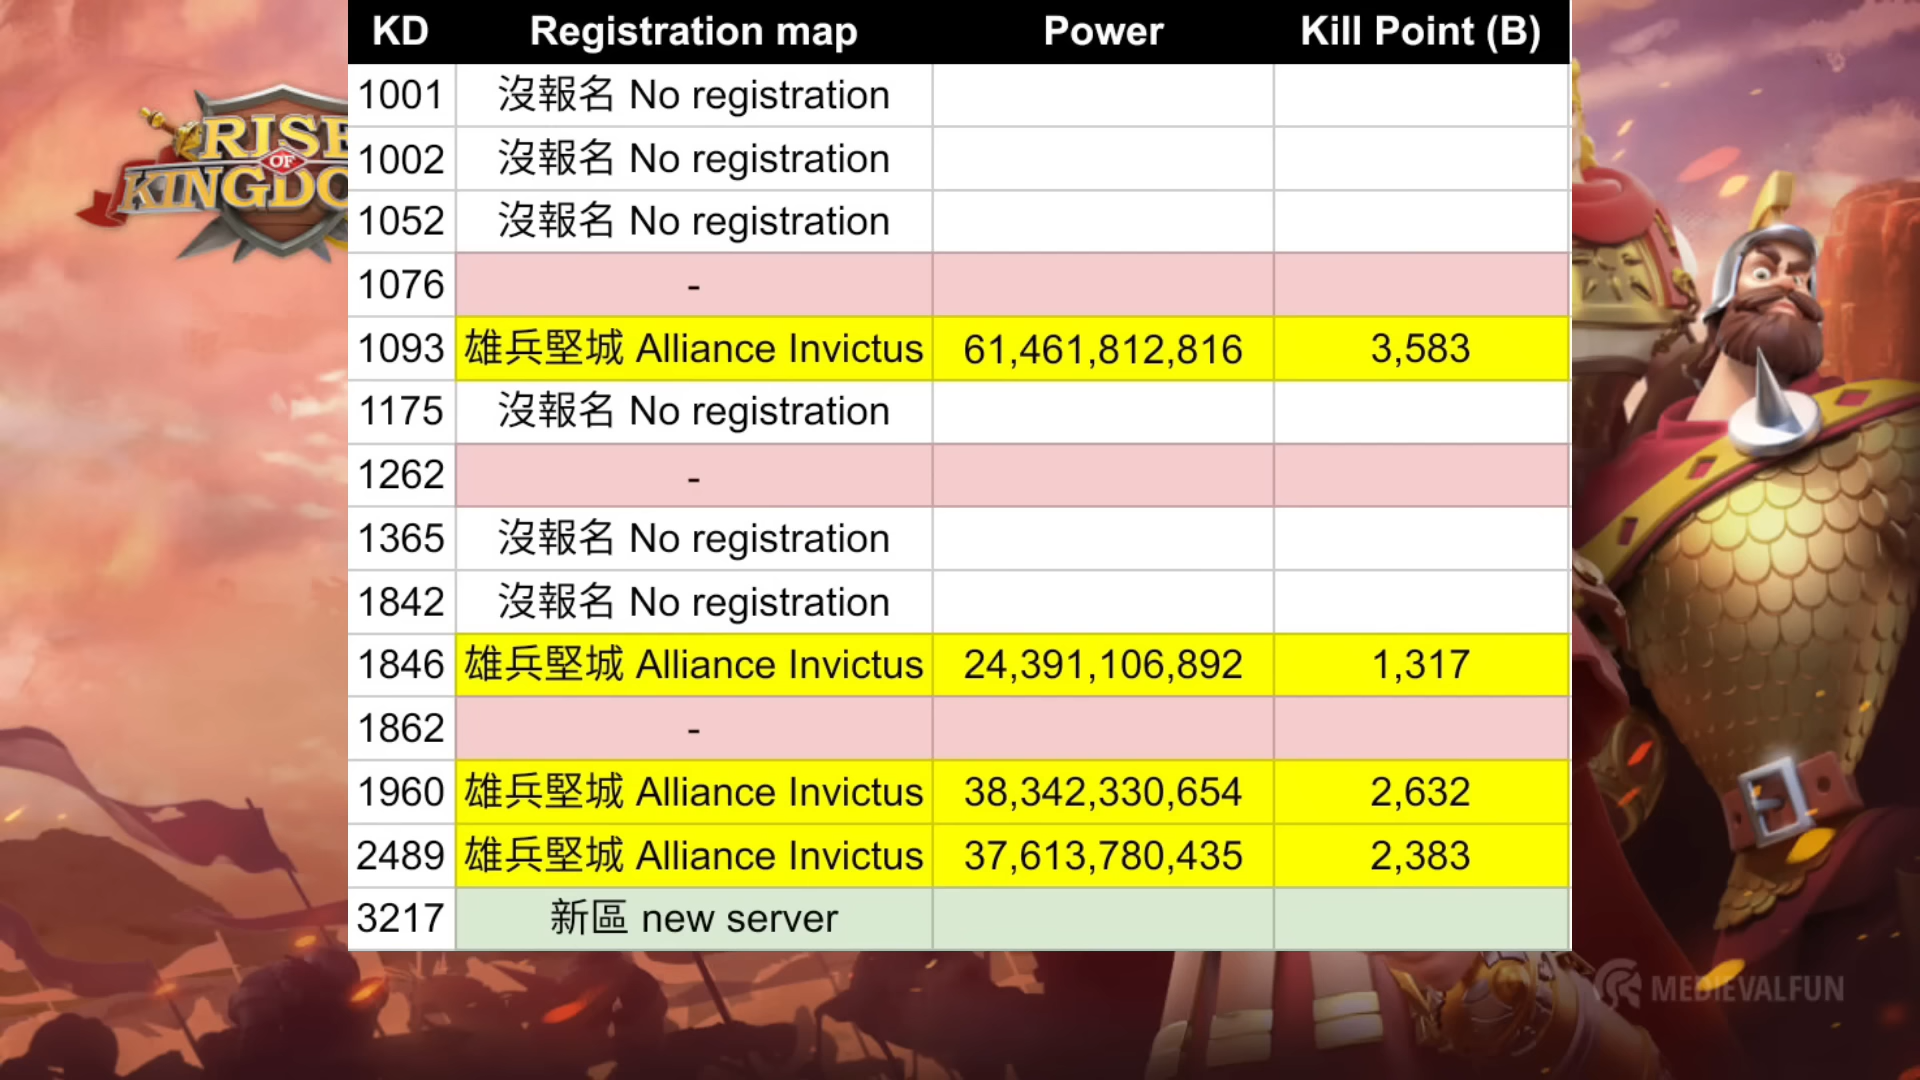 KD Registration map Power Kill Point (B)
1001 沒報名 No registration
1002 沒報名 No registration
1052 沒報名 No registration
1076 -
1093 雄兵堅城 Alliance Invictus 61,461,812,816 3,583
1175 沒報名 No registration
1262 -
1365 沒報名 No registration
1842 沒報名 No registration
1846 雄兵堅城 Alliance Invictus 24,391,106,892 1,317
1862 -
1960 雄兵堅城 Alliance Invictus 38,342,330,654 2,632
2489 雄兵堅城 Alliance Invictus 37,613,780,435 2,383
3217 新區 new server
RISE
OF
KINGDO
MEDIEVALFUN